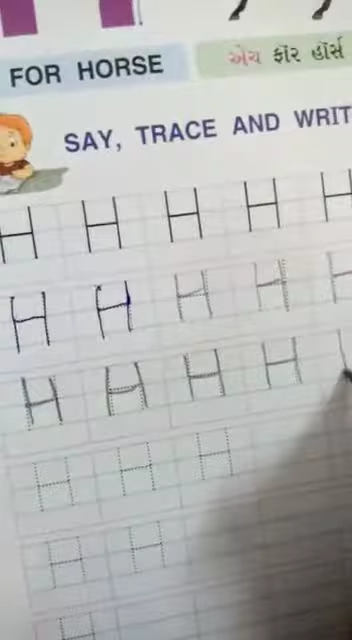 FOR HORSE
એચ ફૉર હૉર્સ
SAY, TRACE AND WRIT
H H H H H
H H H H H
H H H H
H H H
H H
H